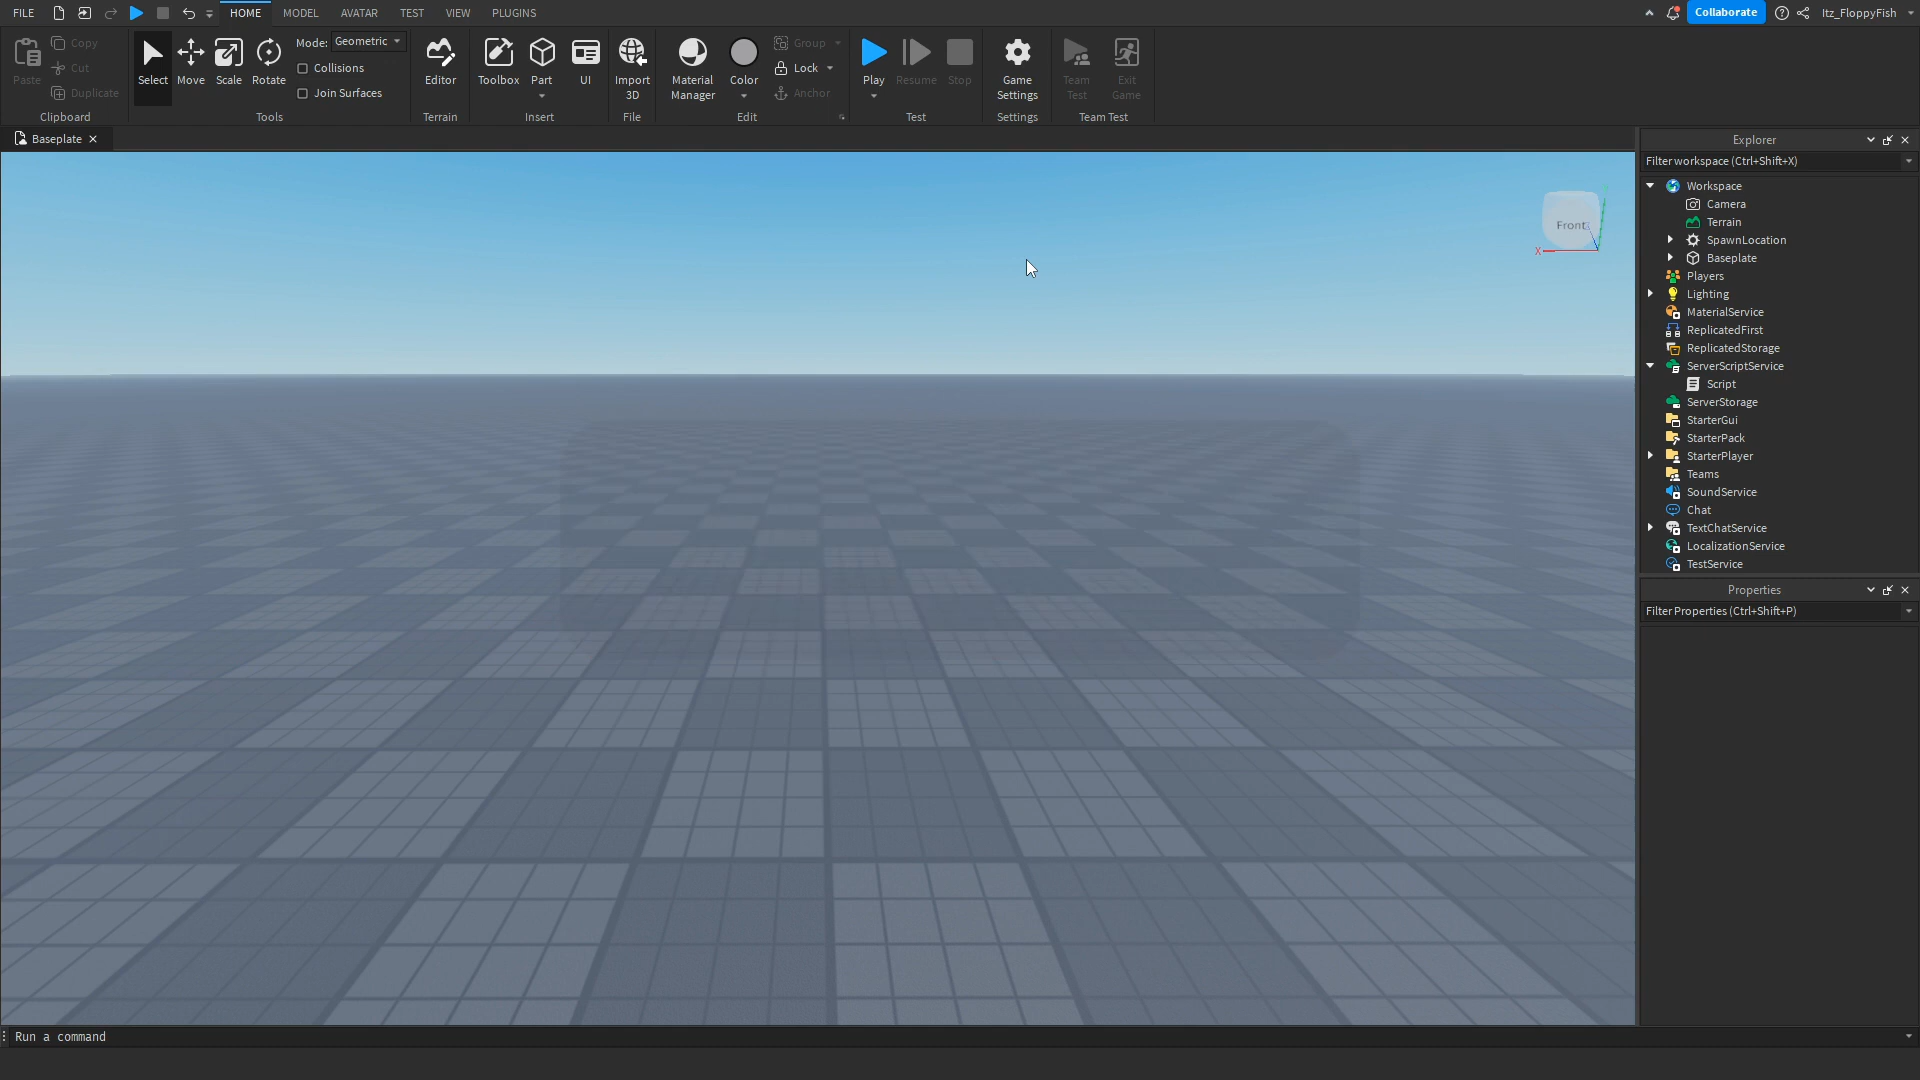 FILE HOME MODEL AVATAR TEST VIEW PLUGINS Collaborate Itz_FloppyFish
Paste
Copy
Cut
Duplicate
Clipboard
Select Move Scale Rotate
Mode: Geometric
Collisions
Join Surfaces
Tools
Editor
Terrain
Toolbox Part UI
Insert
Import
3D
File
Material
Manager
Color
Group
Lock
Anchor
Edit
Play Resume Stop
Test
Game
Settings
Settings
Team
Test
Exit
Game
Team Test
Baseplate
Front
X
Explorer
Filter workspace (Ctrl+Shift+X)
Workspace
Camera
Terrain
SpawnLocation
Baseplate
Players
Lighting
MaterialService
ReplicatedFirst
ReplicatedStorage
ServerScriptService
Script
ServerStorage
StarterGui
StarterPack
StarterPlayer
Teams
SoundService
Chat
TextChatService
LocalizationService
TestService
Properties
Filter Properties (Ctrl+Shift+P)
Run a command